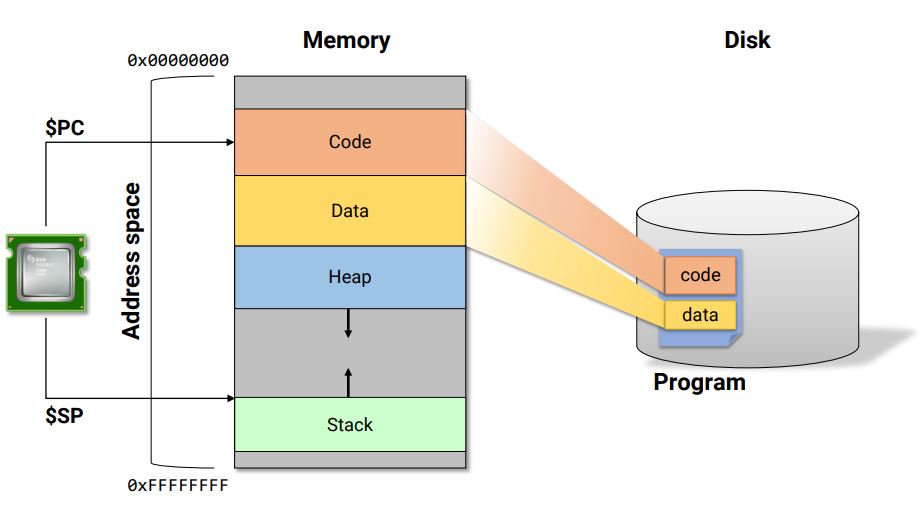 Memory
Disk
0x00000000
$PC
Code
Address space
Data
Heap
code
data
Program
$SP
Stack
0xFFFFFFFF